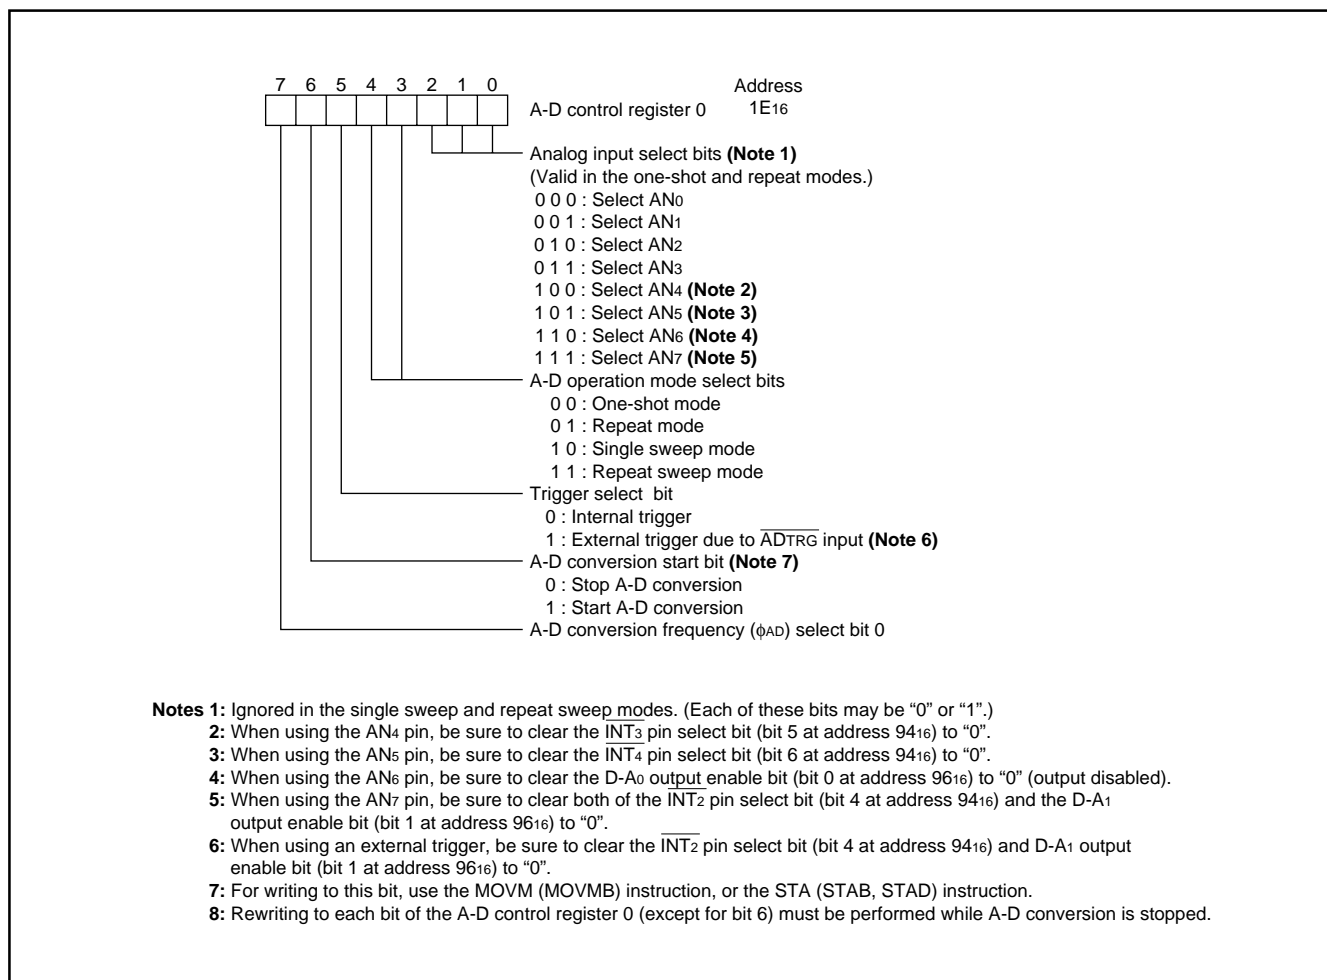 7 6 5 4 3 2 1 0 Address
A-D control register 0 1E16
Analog input select bits (Note 1)
(Valid in the one-shot and repeat modes.)
0 0 0 : Select AN0
0 0 1 : Select AN1
0 1 0 : Select AN2
0 1 1 : Select AN3
1 0 0 : Select AN4 (Note 2)
1 0 1 : Select AN5 (Note 3)
1 1 0 : Select AN6 (Note 4)
1 1 1 : Select AN7 (Note 5)
A-D operation mode select bits
0 0 : One-shot mode
0 1 : Repeat mode
1 0 : Single sweep mode
1 1 : Repeat sweep mode
Trigger select bit
0 : Internal trigger
1 : External trigger due to ADTRG input (Note 6)
A-D conversion start bit (Note 7)
0 : Stop A-D conversion
1 : Start A-D conversion
A-D conversion frequency (ϕAD) select bit 0
Notes 1: Ignored in the single sweep and repeat sweep modes. (Each of these bits may be “0” or “1”.)
2: When using the AN4 pin, be sure to clear the INT3 pin select bit (bit 5 at address 9416) to “0”.
3: When using the AN5 pin, be sure to clear the INT4 pin select bit (bit 6 at address 9416) to “0”.
4: When using the AN6 pin, be sure to clear the D-A0 output enable bit (bit 0 at address 9616) to “0” (output disabled).
5: When using the AN7 pin, be sure to clear both of the INT2 pin select bit (bit 4 at address 9416) and the D-A1
output enable bit (bit 1 at address 9616) to “0”.
6: When using an external trigger, be sure to clear the INT2 pin select bit (bit 4 at address 9416) and D-A1 output
enable bit (bit 1 at address 9616) to “0”.
7: For writing to this bit, use the MOVM (MOVMB) instruction, or the STA (STAB, STAD) instruction.
8: Rewriting to each bit of the A-D control register 0 (except for bit 6) must be performed while A-D conversion is stopped.